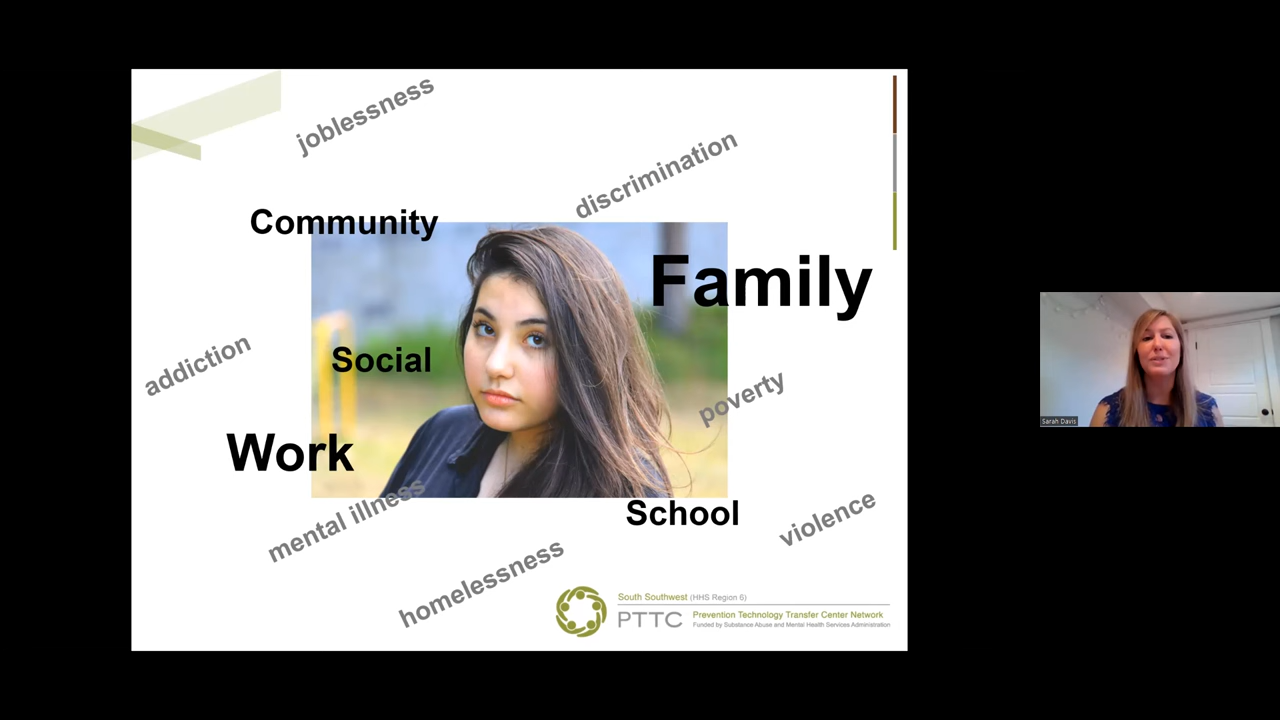 joblessness
discrimination
Community
Family
addiction
Social
poverty
Work
mental illness
School
violence
homelessness
South Southwest (HHS Region 6)
PTTC
Prevention Technology Transfer Center Network
Funded by Substance Abuse and Mental Health Services Administration
Sarah Davis